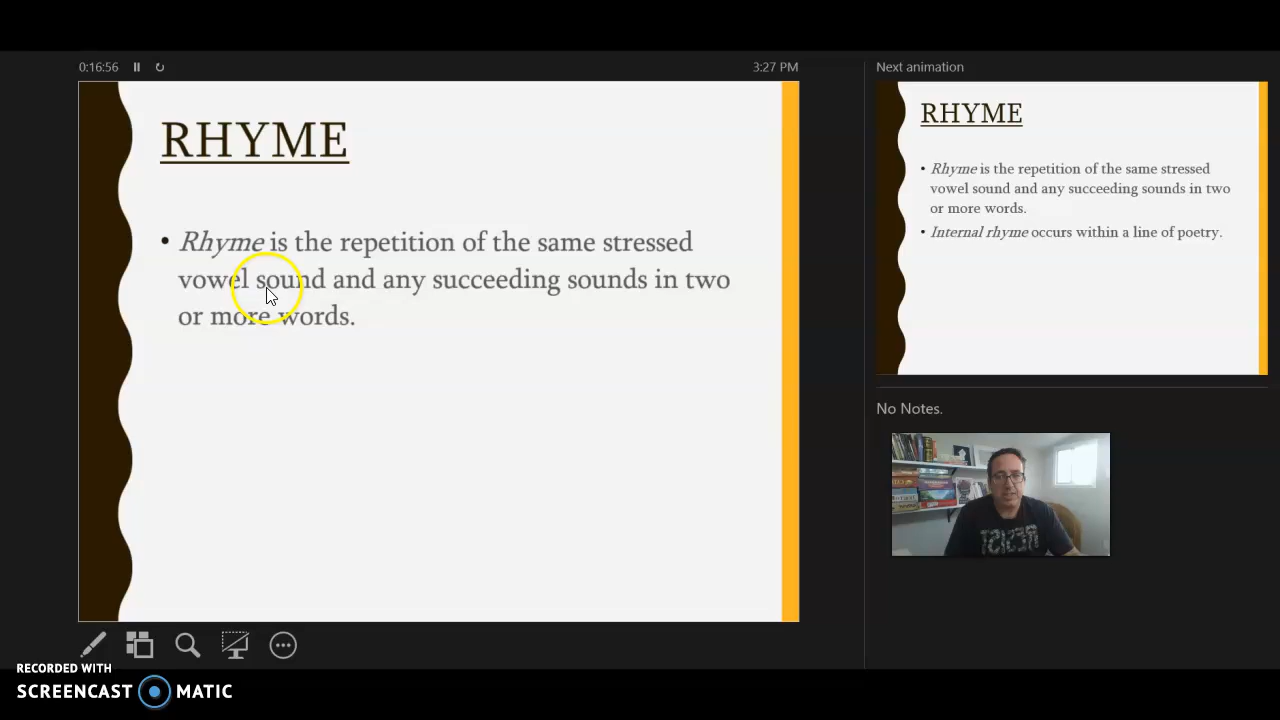 0:16:56
3:27 PM
RHYME
• Rhyme is the repetition of the same stressed
vowel sound and any succeeding sounds in two
or more words.
Next animation
RHYME
• Rhyme is the repetition of the same stressed
vowel sound and any succeeding sounds in two
or more words.
• Internal rhyme occurs within a line of poetry.
No Notes.
RECORDED WITH
SCREENCAST MATIC